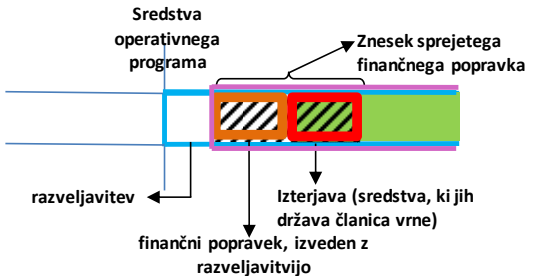 Sredstva
operativnega
programa
Znesek sprejetega
finančnega popravka
razveljavitev
Izterjava (sredstva, ki jih
država članica vrne)
finančni popravek, izveden z
razveljavitvijo